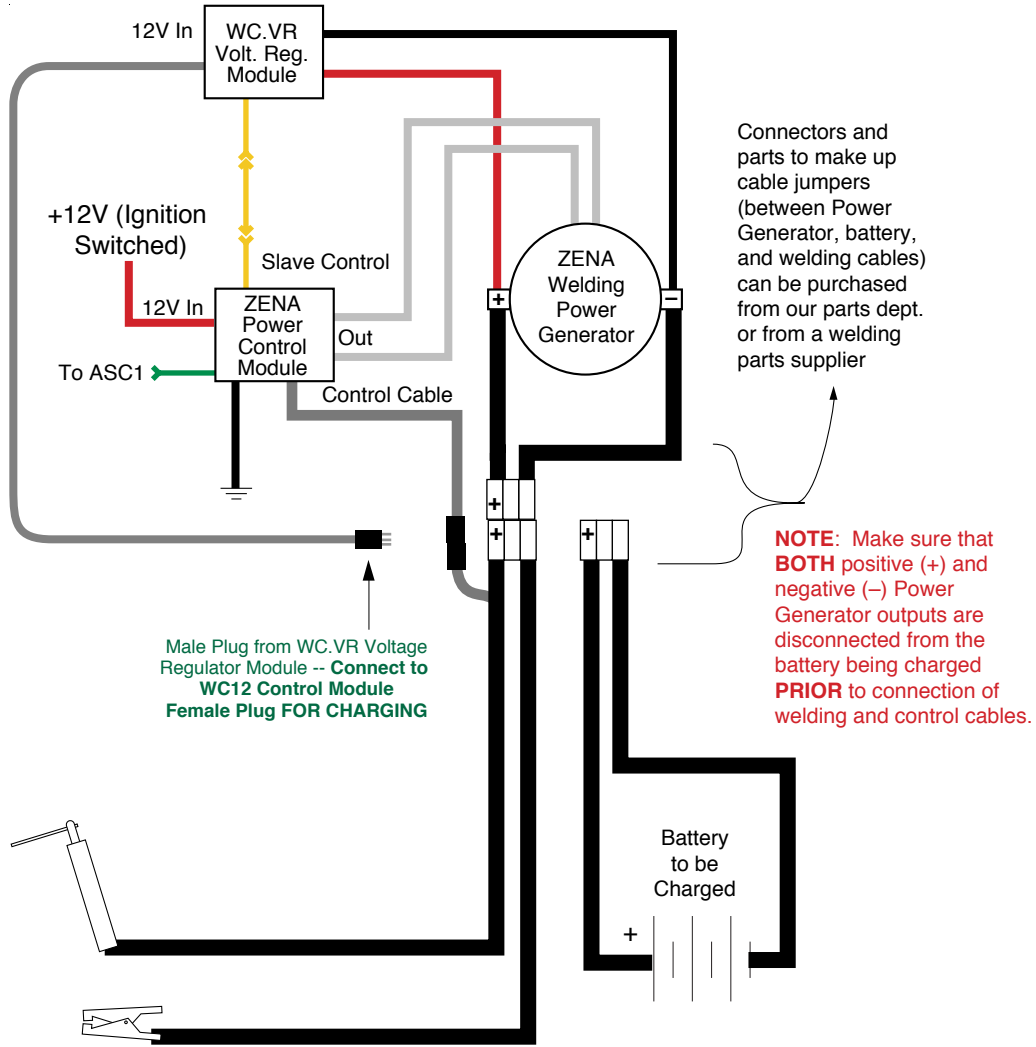 12V In
WC.VR
Volt. Reg.
Module
Connectors and
parts to make up
cable jumpers
(between Power
Generator, battery,
and welding cables)
can be purchased
from our parts dept.
or from a welding
parts supplier
+12V (Ignition
Switched)
Slave Control
ZENA
Welding
Power
Generator
+
–
12V In
ZENA
Power
Control
Module
Out
To ASC1
Control Cable
+
+
+
NOTE: Make sure that
BOTH positive (+) and
negative (–) Power
Generator outputs are
disconnected from the
battery being charged
PRIOR to connection of
welding and control cables.
Male Plug from WC.VR Voltage
Regulator Module -- Connect to
WC12 Control Module
Female Plug FOR CHARGING
Battery
to be
Charged
+